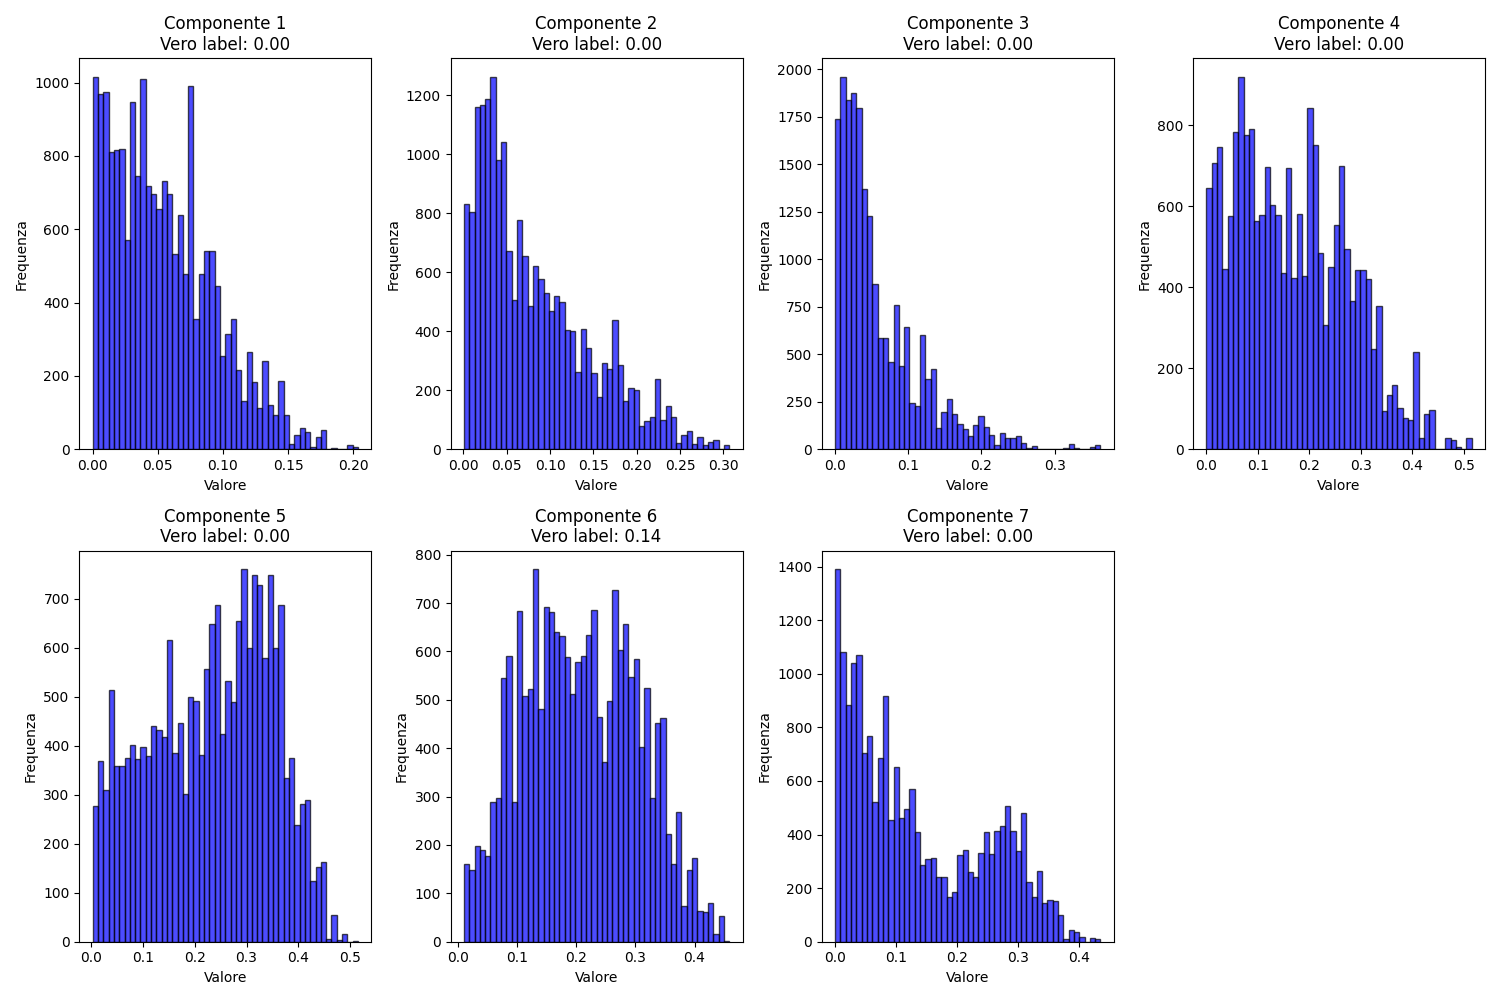 Componente 1
Vero label: 0.00
1000
800
600
400
200
0
Frequenza
0.00 0.05 0.10 0.15 0.20
Valore
Componente 2
Vero label: 0.00
1200
1000
800
600
400
200
0
Frequenza
0.00 0.05 0.10 0.15 0.20 0.25 0.30
Valore
Componente 3
Vero label: 0.00
2000
1750
1500
1250
1000
750
500
250
0
Frequenza
0.0 0.1 0.2 0.3
Valore
Componente 4
Vero label: 0.00
800
600
400
200
0
Frequenza
0.0 0.1 0.2 0.3 0.4 0.5
Valore
Componente 5
Vero label: 0.00
700
600
500
400
300
200
100
0
Frequenza
0.0 0.1 0.2 0.3 0.4 0.5
Valore
Componente 6
Vero label: 0.14
800
700
600
500
400
300
200
100
0
Frequenza
0.0 0.1 0.2 0.3 0.4
Valore
Componente 7
Vero label: 0.00
1400
1200
1000
800
600
400
200
0
Frequenza
0.0 0.1 0.2 0.3 0.4
Valore